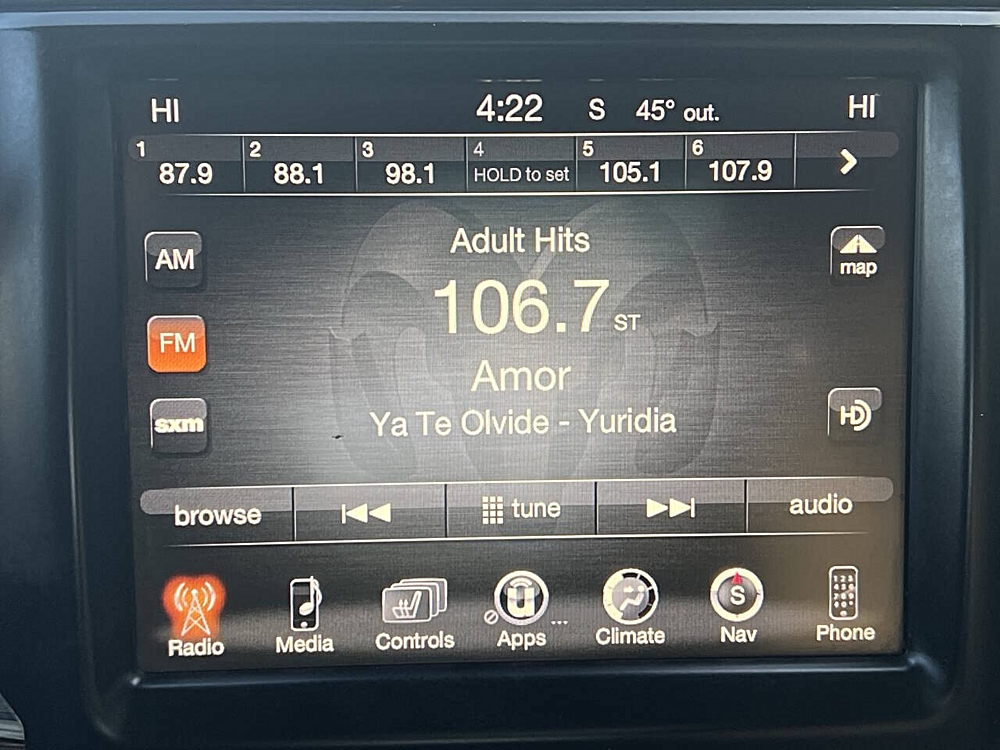 HI 4:22 S 45° out. HI
1 87.9 2 88.1 3 98.1 4 HOLD to set 5 105.1 6 107.9
Adult Hits
AM
map
106.7 ST
FM
Amor
Ya Te Olvide - Yuridia
sxm
HD
browse tune audio
Radio Media Controls Apps ... Climate S Nav Phone